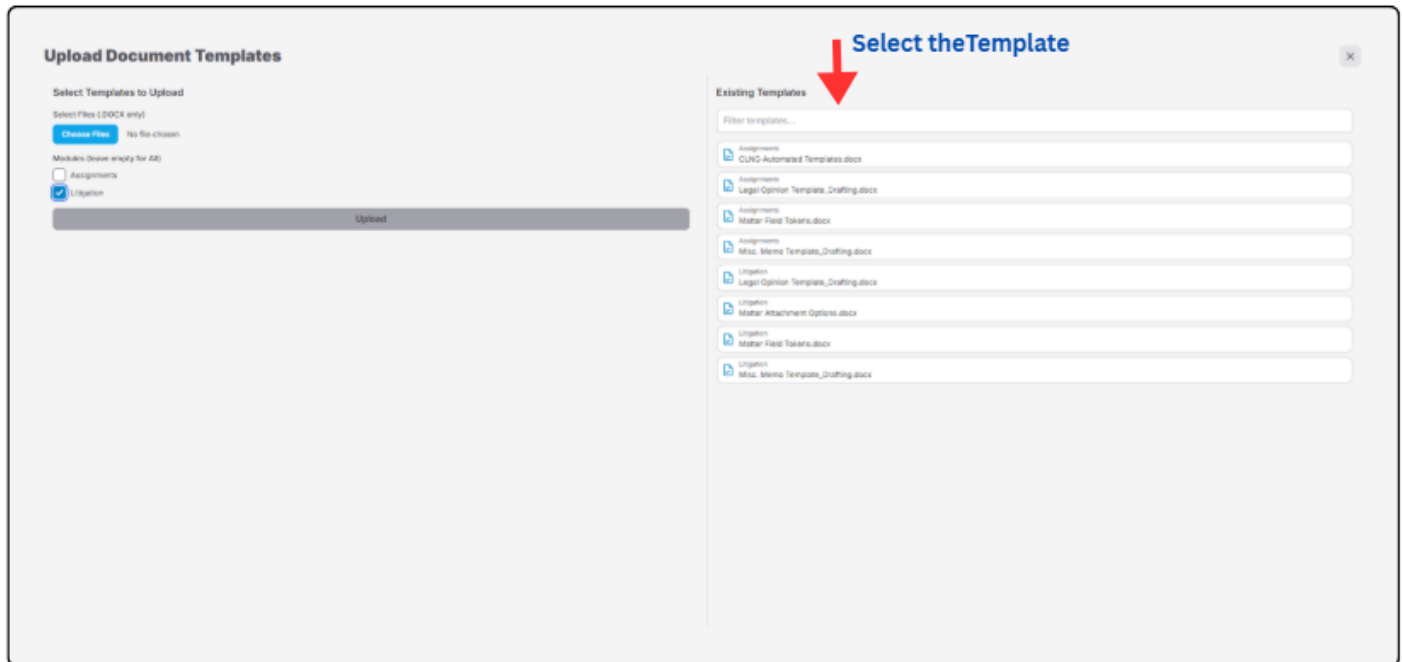 Select theTemplate
Upload Document Templates
Select Templates to Upload
Select Files (.DOCX only)
Choose Files No file chosen
Modules (leave empty for All)
Assignments
Litigation
Upload
Existing Templates
Filter templates...
Assignments
CLNG Automated Templates.docx
Assignments
Legal Opinion Template_Drafting.docx
Assignments
Matter Field Tokens.docx
Assignments
Misc. Memo Template_Drafting.docx
Litigation
Legal Opinion Template_Drafting.docx
Litigation
Matter Attachment Options.docx
Litigation
Matter Field Tokens.docx
Litigation
Misc. Memo Template_Drafting.docx